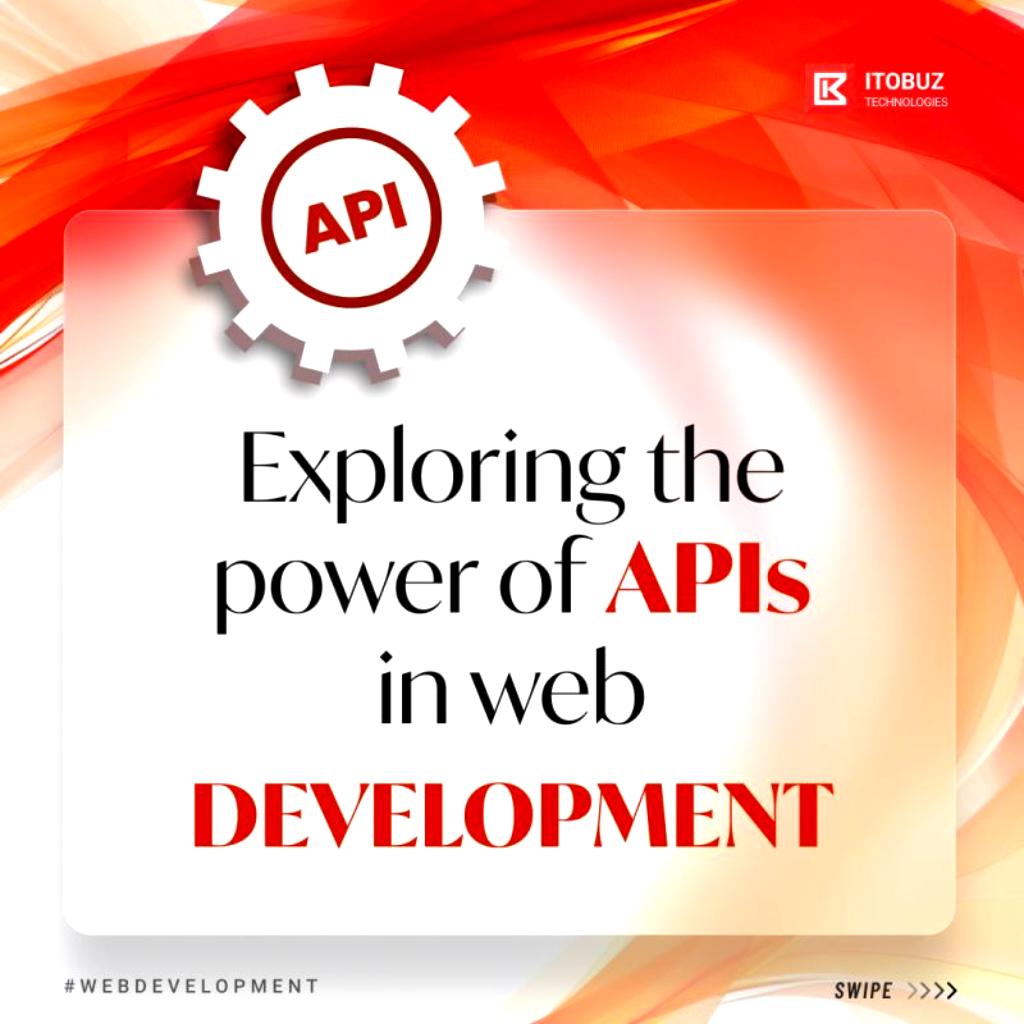 ITOBUZ
TECHNOLOGIES
API
Exploring the
power of APIs
in web
DEVELOPMENT
#WEBDEVELOPMENT
SWIPE >>>>